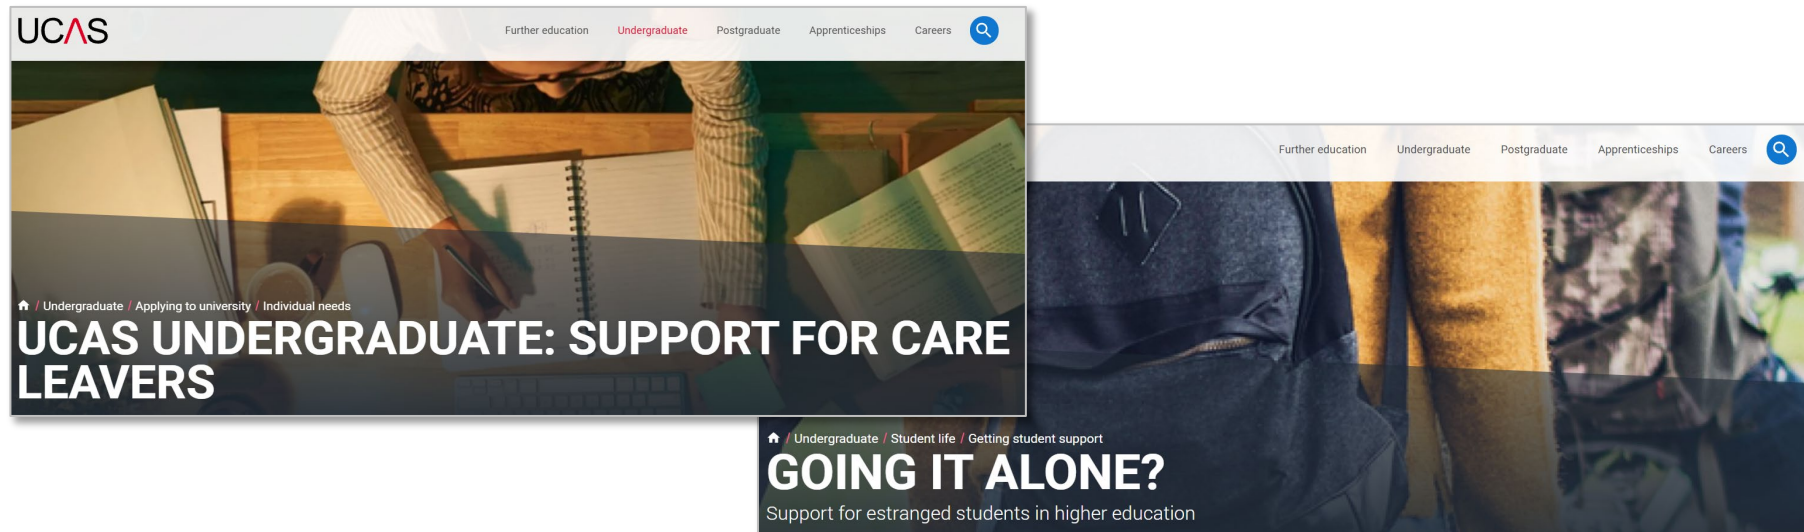 UCAS
Further education Undergraduate Postgraduate Apprenticeships Careers
/ Undergraduate / Applying to university / Individual needs
UCAS UNDERGRADUATE: SUPPORT FOR CARE
LEAVERS
Further education Undergraduate Postgraduate Apprenticeships Careers
/ Undergraduate / Student life / Getting student support
GOING IT ALONE?
Support for estranged students in higher education